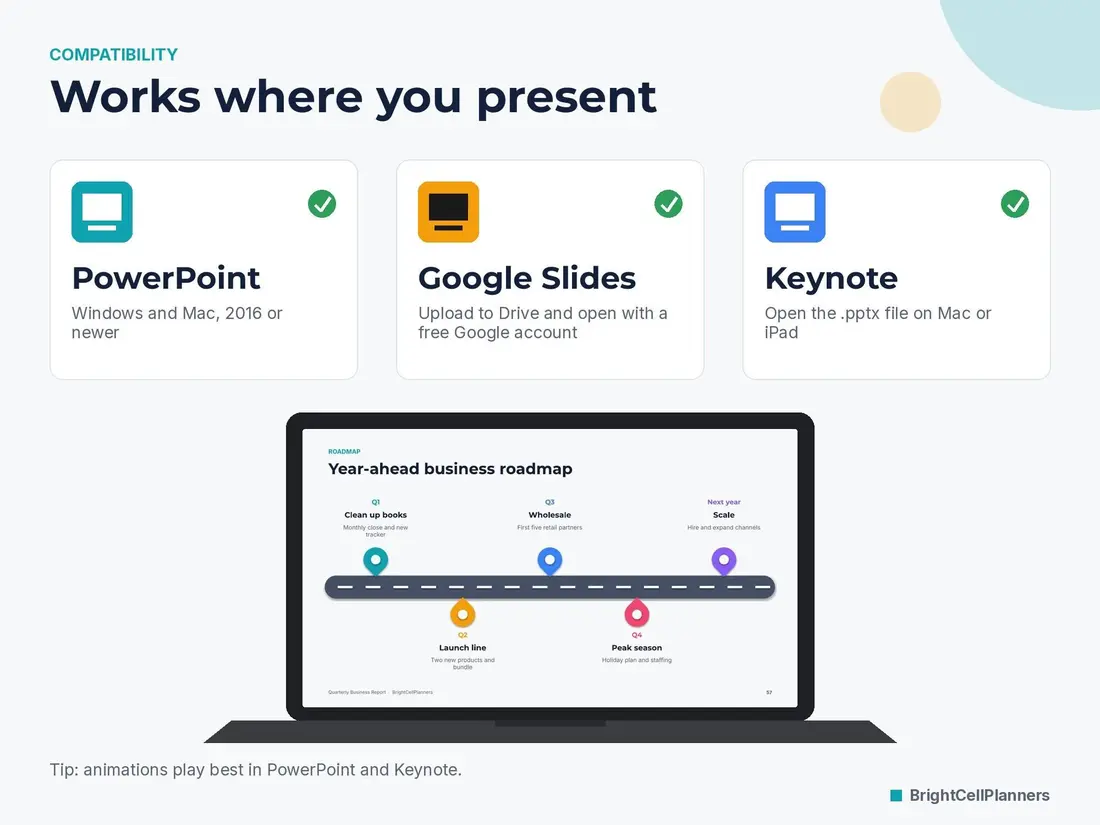 COMPATIBILITY
Works where you present
PowerPoint
Windows and Mac, 2016 or
newer
Google Slides
Upload to Drive and open with a
free Google account
Keynote
Open the .pptx file on Mac or
iPad
ROADMAP
Year-ahead business roadmap
Q1
Clean up books
Monthly close and new
tracker
Q3
Wholesale
First five retail partners
Next year
Scale
Hire and expand channels
Q2
Launch line
Two new products and
bundle
Q4
Peak season
Holiday plan and staffing
Quarterly Business Report · BrightCellPlanners
57
Tip: animations play best in PowerPoint and Keynote.
BrightCellPlanners